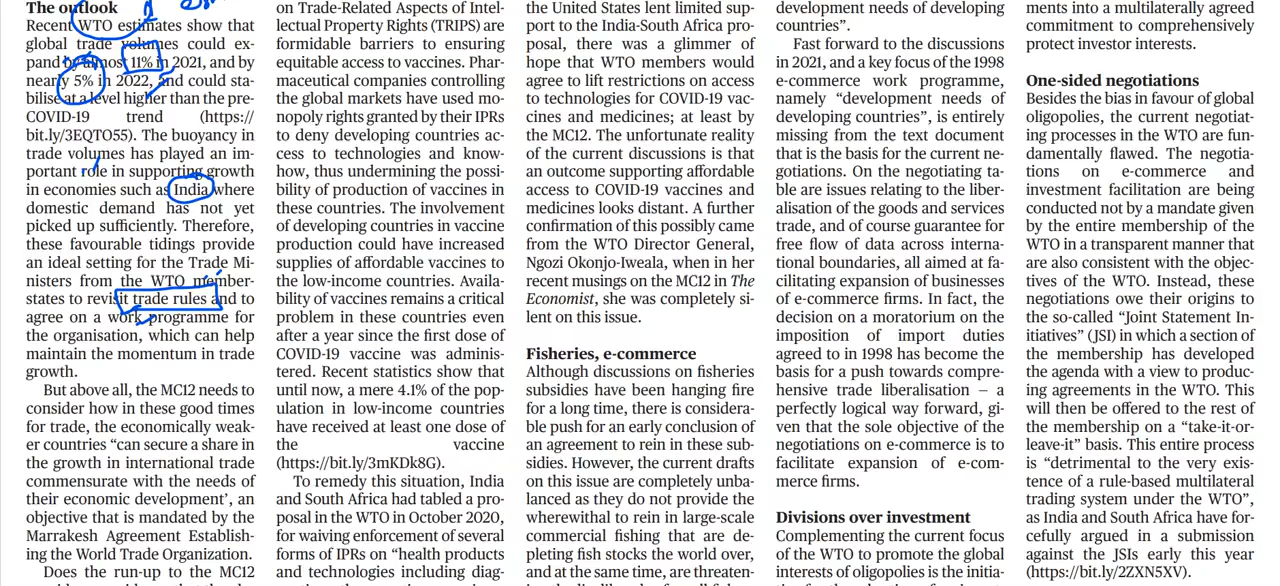 The outlook
Recent WTO estimates show that
global trade volumes could ex-
pand by almost 11% in 2021, and by
nearly 5% in 2022, and could sta-
bilise at a level higher than the pre-
COVID-19 trend (https://
bit.ly/3EQTO55). The buoyancy in
trade volumes has played an im-
portant role in supporting growth
in economies such as India where
domestic demand has not yet
picked up sufficiently. Therefore,
these favourable tidings provide
an ideal setting for the Trade Mi-
nisters from the WTO member-
states to revisit trade rules and to
agree on a work programme for
the organisation, which can help
maintain the momentum in trade
growth.
But above all, the MC12 needs to
consider how in these good times
for trade, the economically weak-
er countries “can secure a share in
the growth in international trade
commensurate with the needs of
their economic development’, an
objective that is mandated by the
Marrakesh Agreement Establish-
ing the World Trade Organization.
Does the run-up to the MC12
on Trade-Related Aspects of Intel-
lectual Property Rights (TRIPS) are
formidable barriers to ensuring
equitable access to vaccines. Phar-
maceutical companies controlling
the global markets have used mo-
nopoly rights granted by their IPRs
to deny developing countries ac-
cess to technologies and know-
how, thus undermining the possi-
bility of production of vaccines in
these countries. The involvement
of developing countries in vaccine
production could have increased
supplies of affordable vaccines to
the low-income countries. Availa-
bility of vaccines remains a critical
problem in these countries even
after a year since the first dose of
COVID-19 vaccine was adminis-
tered. Recent statistics show that
until now, a mere 4.1% of the pop-
ulation in low-income countries
have received at least one dose of
the vaccine
(https://bit.ly/3mKDk8G).
To remedy this situation, India
and South Africa had tabled a pro-
posal in the WTO in October 2020,
for waiving enforcement of several
forms of IPRs on “health products
and technologies including diag-
the United States lent limited sup-
port to the India-South Africa pro-
posal, there was a glimmer of
hope that WTO members would
agree to lift restrictions on access
to technologies for COVID-19 vac-
cines and medicines; at least by
the MC12. The unfortunate reality
of the current discussions is that
an outcome supporting affordable
access to COVID-19 vaccines and
medicines looks distant. A further
confirmation of this possibly came
from the WTO Director General,
Ngozi Okonjo-Iweala, when in her
recent musings on the MC12 in The
Economist, she was completely si-
lent on this issue.
Fisheries, e-commerce
Although discussions on fisheries
subsidies have been hanging fire
for a long time, there is considera-
ble push for an early conclusion of
an agreement to rein in these sub-
sidies. However, the current drafts
on this issue are completely unba-
lanced as they do not provide the
wherewithal to rein in large-scale
commercial fishing that are de-
pleting fish stocks the world over,
and at the same time, are threaten-
development needs of developing
countries”.
Fast forward to the discussions
in 2021, and a key focus of the 1998
e-commerce work programme,
namely “development needs of
developing countries”, is entirely
missing from the text document
that is the basis for the current ne-
gotiations. On the negotiating ta-
ble are issues relating to the liber-
alisation of the goods and services
trade, and of course guarantee for
free flow of data across interna-
tional boundaries, all aimed at fa-
cilitating expansion of businesses
of e-commerce firms. In fact, the
decision on a moratorium on the
imposition of import duties
agreed to in 1998 has become the
basis for a push towards compre-
hensive trade liberalisation – a
perfectly logical way forward, gi-
ven that the sole objective of the
negotiations on e-commerce is to
facilitate expansion of e-com-
merce firms.
Divisions over investment
Complementing the current focus
of the WTO to promote the global
interests of oligopolies is the initia-
ments into a multilaterally agreed
commitment to comprehensively
protect investor interests.
One-sided negotiations
Besides the bias in favour of global
oligopolies, the current negotiat-
ing processes in the WTO are fun-
damentally flawed. The negotia-
tions on e-commerce and
investment facilitation are being
conducted not by a mandate given
by the entire membership of the
WTO in a transparent manner that
are also consistent with the objec-
tives of the WTO. Instead, these
negotiations owe their origins to
the so-called “Joint Statement In-
itiatives” (JSI) in which a section of
the membership has developed
the agenda with a view to produc-
ing agreements in the WTO. This
will then be offered to the rest of
the membership on a “take-it-or-
leave-it” basis. This entire process
is “detrimental to the very exis-
tence of a rule-based multilateral
trading system under the WTO”,
as India and South Africa have for-
cefully argued in a submission
against the JSIs early this year
(https://bit.ly/2ZXN5XV).